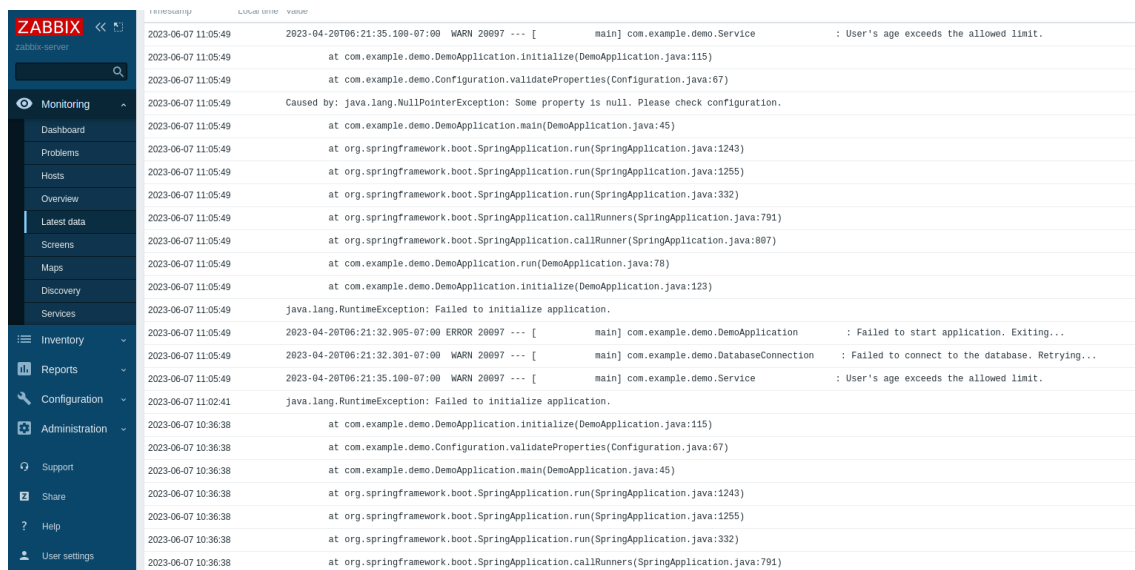 ZABBIX
zabbix-server
Monitoring
Dashboard
Problems
Hosts
Overview
Latest data
Screens
Maps
Discovery
Services
Inventory
Reports
Configuration
Administration
Support
Share
Help
User settings
Timestamp Local time Value
2023-06-07 11:05:49 2023-04-20T06:21:35.100-07:00 WARN 20097 --- [ main] com.example.demo.Service : User's age exceeds the allowed limit.
2023-06-07 11:05:49 at com.example.demo.DemoApplication.initialize(DemoApplication.java:115)
2023-06-07 11:05:49 at com.example.demo.Configuration.validateProperties(Configuration.java:67)
2023-06-07 11:05:49 Caused by: java.lang.NullPointerException: Some property is null. Please check configuration.
2023-06-07 11:05:49 at com.example.demo.DemoApplication.main(DemoApplication.java:45)
2023-06-07 11:05:49 at org.springframework.boot.SpringApplication.run(SpringApplication.java:1243)
2023-06-07 11:05:49 at org.springframework.boot.SpringApplication.run(SpringApplication.java:1255)
2023-06-07 11:05:49 at org.springframework.boot.SpringApplication.run(SpringApplication.java:332)
2023-06-07 11:05:49 at org.springframework.boot.SpringApplication.callRunners(SpringApplication.java:791)
2023-06-07 11:05:49 at org.springframework.boot.SpringApplication.callRunner(SpringApplication.java:807)
2023-06-07 11:05:49 at com.example.demo.DemoApplication.run(DemoApplication.java:78)
2023-06-07 11:05:49 at com.example.demo.DemoApplication.initialize(DemoApplication.java:123)
2023-06-07 11:05:49 java.lang.RuntimeException: Failed to initialize application.
2023-06-07 11:05:49 2023-04-20T06:21:32.905-07:00 ERROR 20097 --- [ main] com.example.demo.DemoApplication : Failed to start application. Exiting...
2023-06-07 11:05:49 2023-04-20T06:21:32.301-07:00 WARN 20097 --- [ main] com.example.demo.DatabaseConnection : Failed to connect to the database. Retrying...
2023-06-07 11:05:49 2023-04-20T06:21:35.100-07:00 WARN 20097 --- [ main] com.example.demo.Service : User's age exceeds the allowed limit.
2023-06-07 11:02:41 java.lang.RuntimeException: Failed to initialize application.
2023-06-07 10:36:38 at com.example.demo.DemoApplication.initialize(DemoApplication.java:115)
2023-06-07 10:36:38 at com.example.demo.Configuration.validateProperties(Configuration.java:67)
2023-06-07 10:36:38 at com.example.demo.DemoApplication.main(DemoApplication.java:45)
2023-06-07 10:36:38 at org.springframework.boot.SpringApplication.run(SpringApplication.java:1243)
2023-06-07 10:36:38 at org.springframework.boot.SpringApplication.run(SpringApplication.java:1255)
2023-06-07 10:36:38 at org.springframework.boot.SpringApplication.run(SpringApplication.java:332)
2023-06-07 10:36:38 at org.springframework.boot.SpringApplication.callRunners(SpringApplication.java:791)